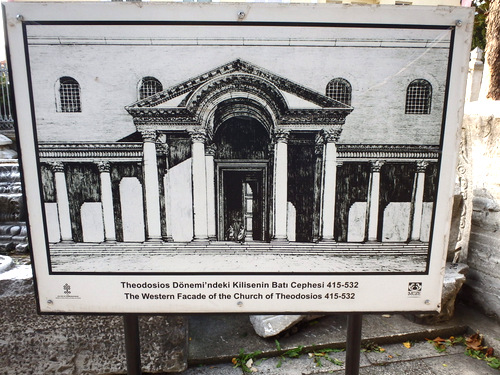 Theodosios Dönemi'ndeki Kilisenin Batı Cephesi 415-532
The Western Facade of the Church of Theodosios 415-532